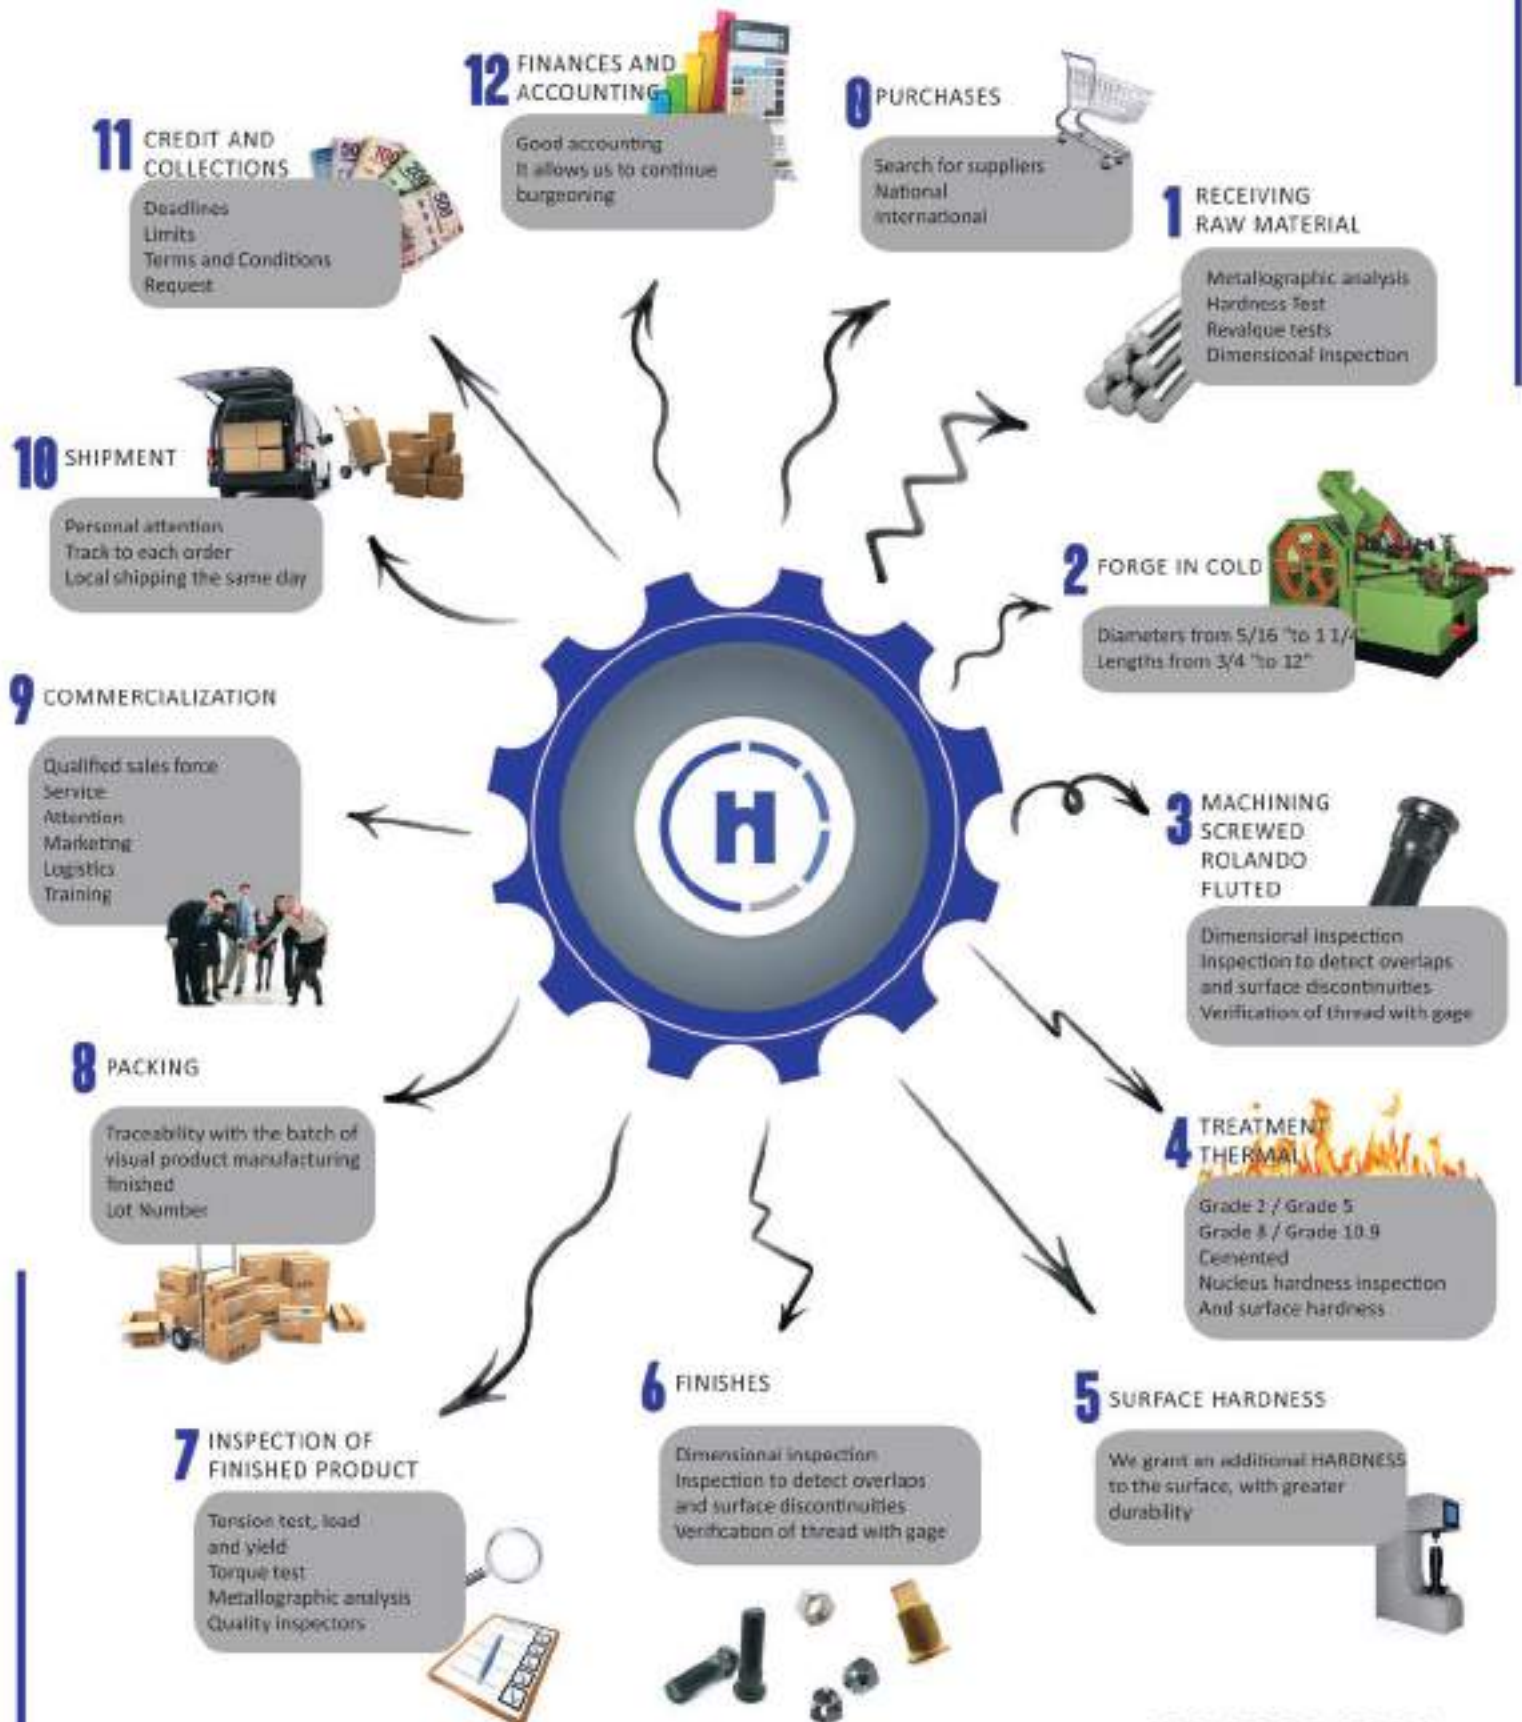 12
FINANCES AND
ACCOUNTING
Good accounting
It allows us to continue
burgeoning
0
PURCHASES
Search for suppliers
National
International
1
RECEIVING
RAW MATERIAL
Metallographic analysis
Hardness Test
Revalque tests
Dimensional inspection
2
FORGE IN COLD
Diameters from 5/16 "to 1 1/4"
Lengths from 3/4 "to 12"
3
MACHINING
SCREWED
ROLANDO
FLUTED
Dimensional inspection
Inspection to detect overlaps
and surface discontinuities
Verification of thread with gage
4
TREATMENT
THERMAL
Grade 2 / Grade 5
Grade 8 / Grade 10.9
Cemented
Nucleus hardness inspection
And surface hardness
5
SURFACE HARDNESS
We grant an additional HARDNESS
to the surface, with greater
durability
6
FINISHES
Dimensional inspection
Inspection to detect overlaps
and surface discontinuities
Verification of thread with gage
7
INSPECTION OF
FINISHED PRODUCT
Tension test, load
and yield
Torque test
Metallographic analysis
Quality inspectors
8
PACKING
Traceability with the batch of
visual product manufacturing
finished
Lot Number
9
COMMERCIALIZATION
Qualified sales force
Service
Attention
Marketing
Logistics
Training
10
SHIPMENT
Personal attention
Track to each order
Local shipping the same day
11
CREDIT AND
COLLECTIONS
Deadlines
Limits
Terms and Conditions
Request
50
100
200
500
H